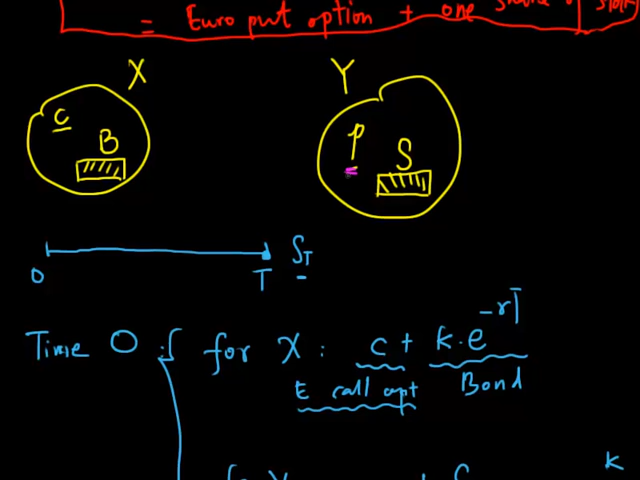 = Euro put option + one share of stock
X
Y
c
B
p
S
0
T
S_T
Time 0 : for X : c + k.e^-rT
E call opt Bond
k